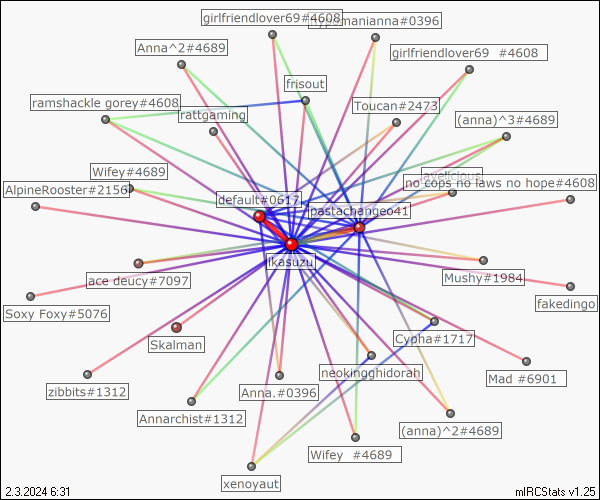 girlfriendlover69#4608
Anna^2#4689
girlfriendlover69  #4608
frisout
ramshackle gorey#4608
Toucan#2473
rattgaming
(anna)^3#4689
Wifey#4689
no cops no laws no hope#4608
AlpineRooster#2156
default#0617
pastachangeo41
ikasuzu
ace deucy#7097
Mushy#1984
fakedingo
Soxy Foxy#5076
Skalman
Cypha#1717
neokingghidorah
Mad #6901
zibbits#1312
Anna.#0396
Annarchist#1312
(anna)^2#4689
Wifey  #4689
xenoyaut
2.3.2024 6:31
mIRCStats v1.25